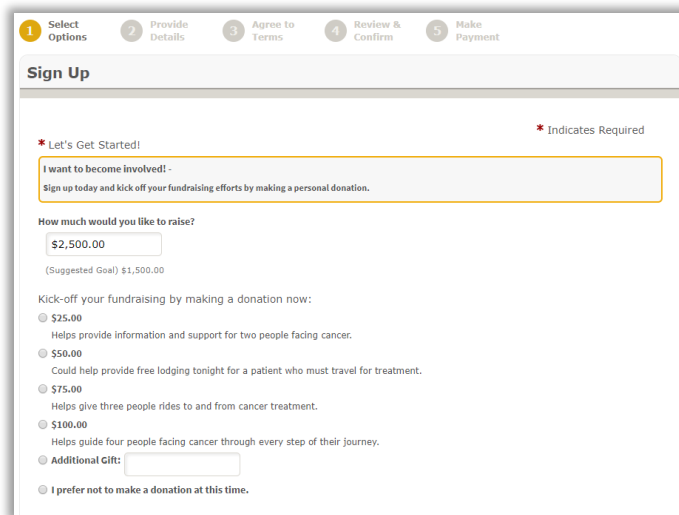 1 Select Options
2 Provide Details
3 Agree to Terms
4 Review & Confirm
5 Make Payment
Sign Up
* Indicates Required
* Let's Get Started!
I want to become involved! -
Sign up today and kick off your fundraising efforts by making a personal donation.
How much would you like to raise?
$2,500.00
(Suggested Goal) $1,500.00
Kick-off your fundraising by making a donation now:
$25.00
Helps provide information and support for two people facing cancer.
$50.00
Could help provide free lodging tonight for a patient who must travel for treatment.
$75.00
Helps give three people rides to and from cancer treatment.
$100.00
Helps guide four people facing cancer through every step of their journey.
Additional Gift:
I prefer not to make a donation at this time.